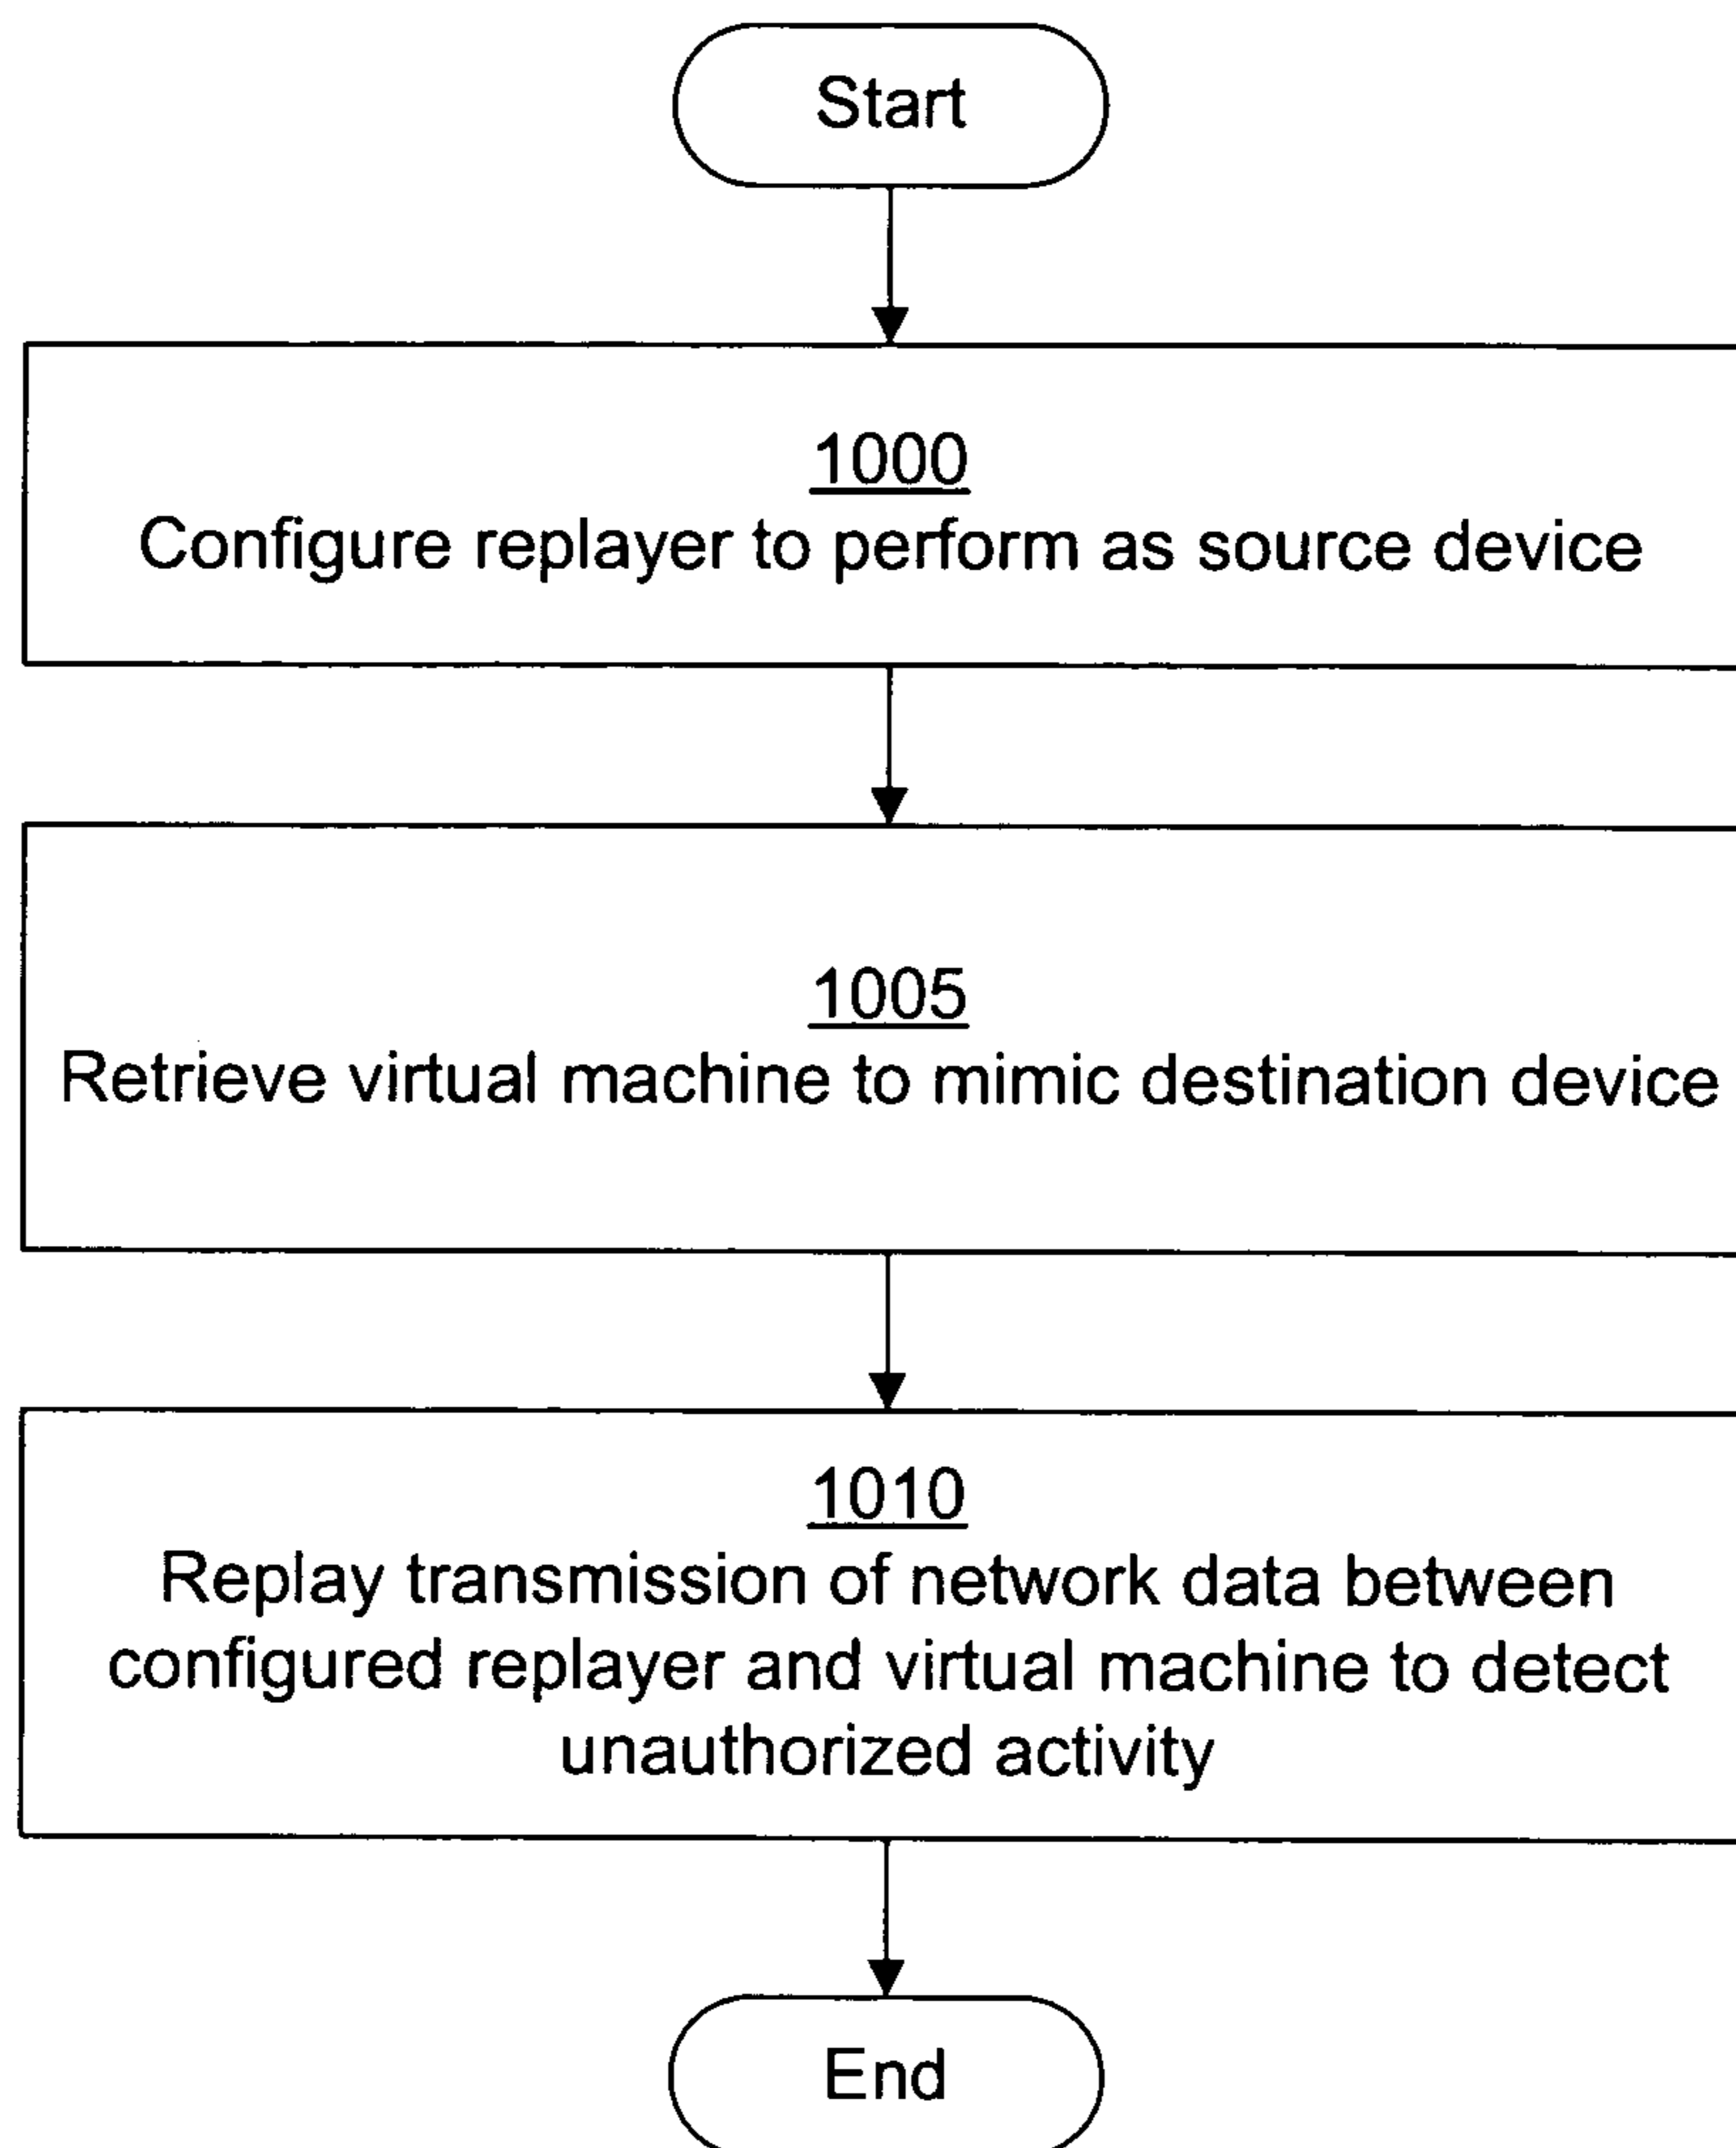 Start
1000
Configure replayer to perform as source device
1005
Retrieve virtual machine to mimic destination device
1010
Replay transmission of network data between
configured replayer and virtual machine to detect
unauthorized activity
End